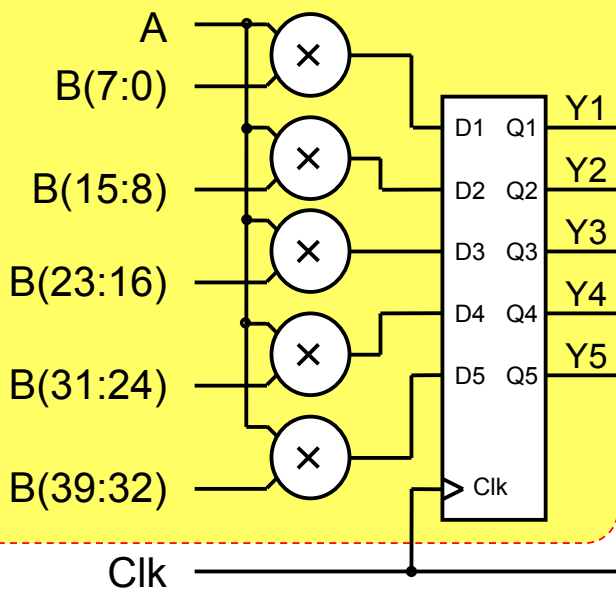 A
B(7:0)
B(15:8)
B(23:16)
B(31:24)
B(39:32)
D1 Q1 Y1
D2 Q2 Y2
D3 Q3 Y3
D4 Q4 Y4
D5 Q5 Y5
Clk
Clk